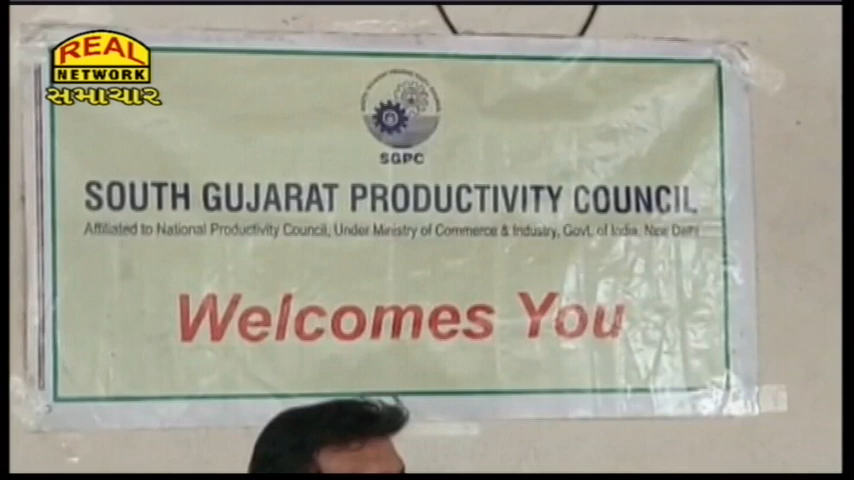 REAL
NETWORK
સમાચાર
SGPC
SOUTH GUJARAT PRODUCTIVITY COUNCIL
Affiliated to National Productivity Council, Under Ministry of Commerce & Industry, Govt. of India, New Delhi
Welcomes You